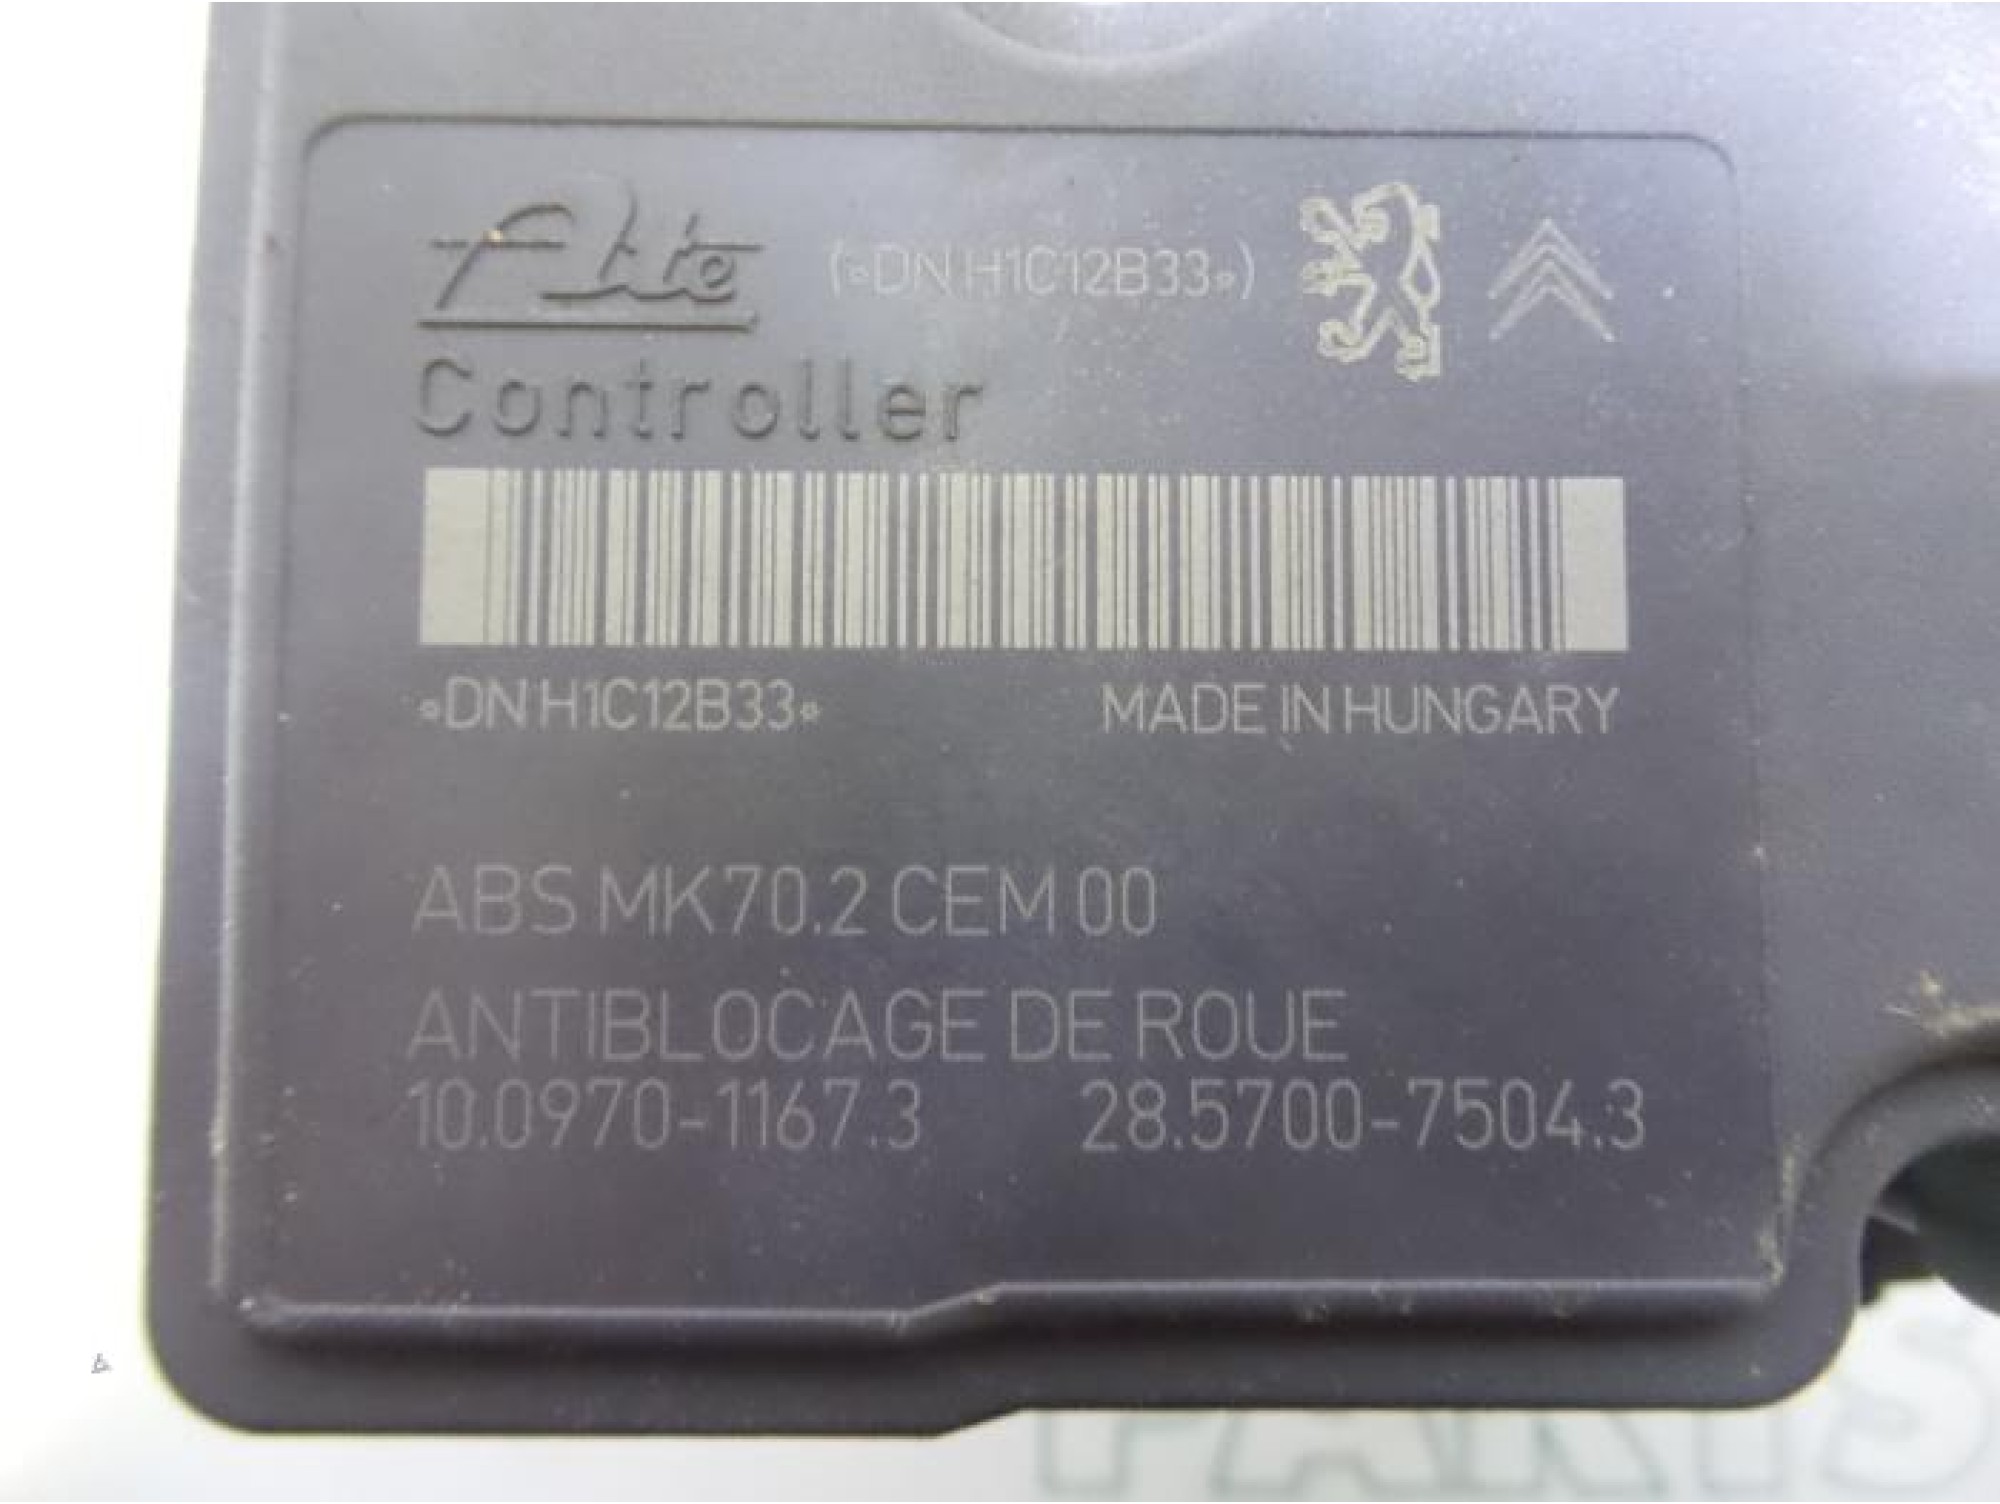 Ate (*DN H1C12B33*)
Controller
*DN H1C12B33* MADE IN HUNGARY
ABS MK70.2 CEM 00
ANTIBLOCAGE DE ROUE
10.0970-1167.3 28.5700-7504.3
PARTS